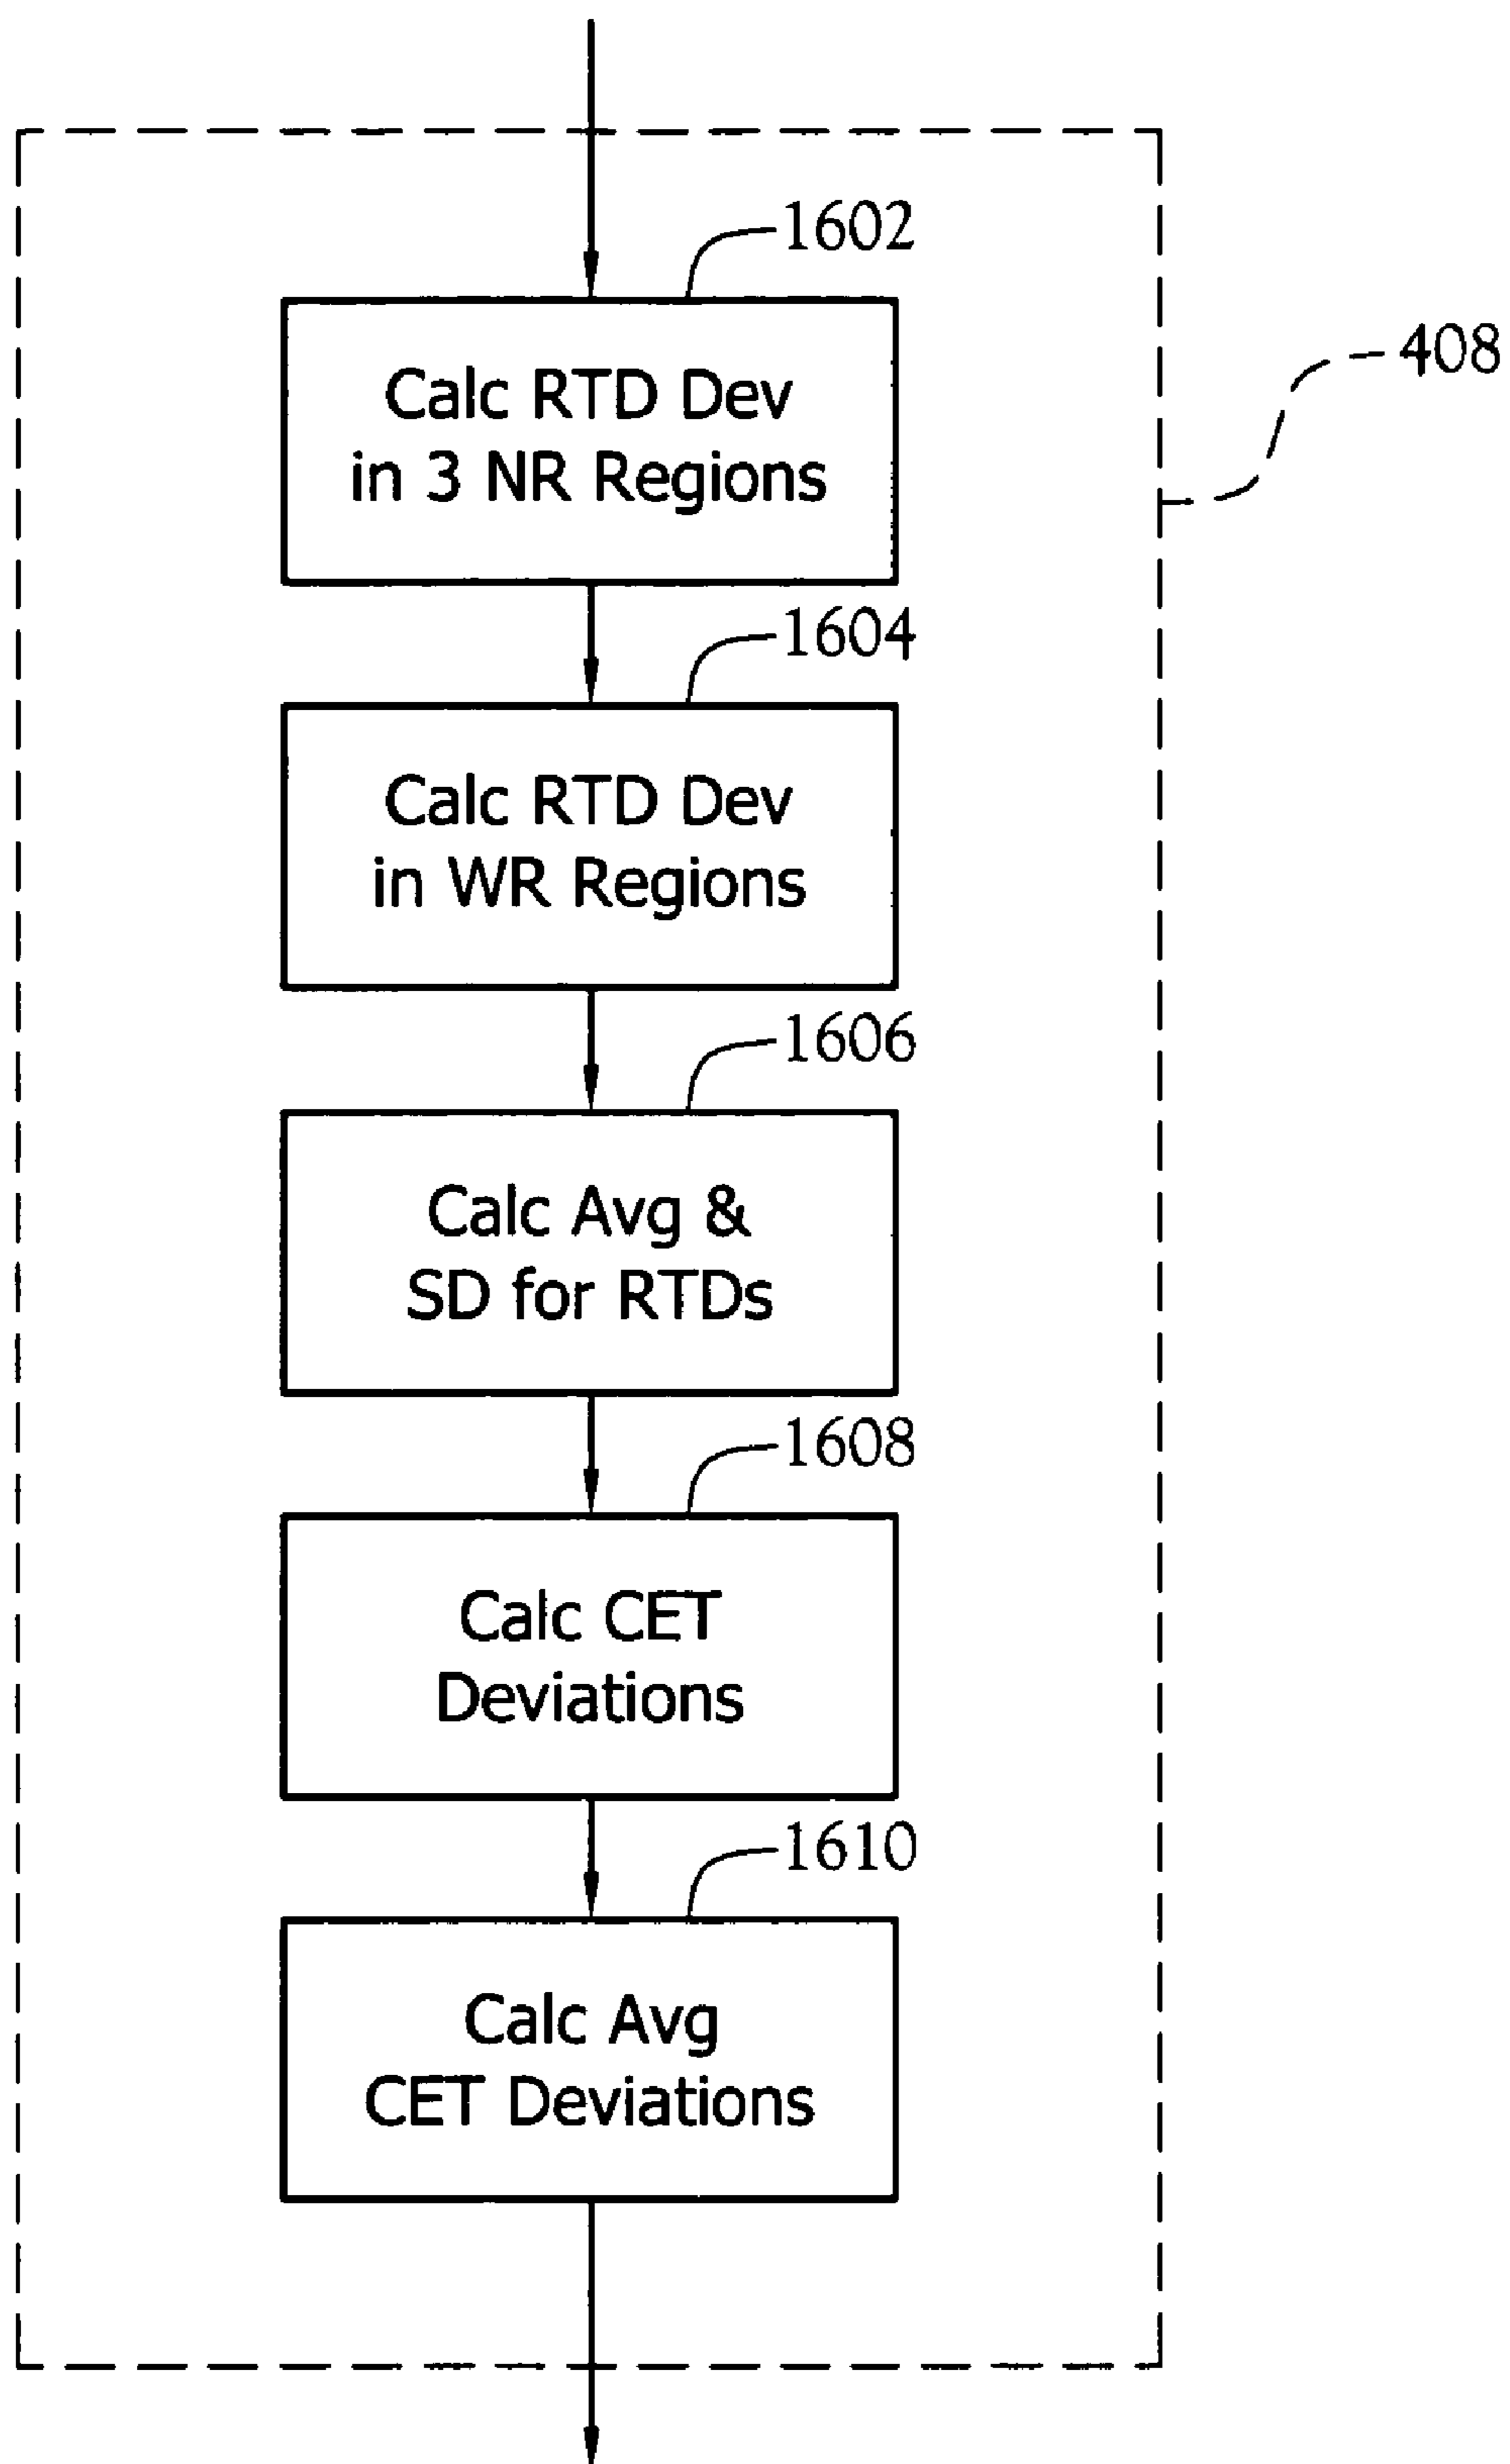 1602
Calc RTD Dev
in 3 NR Regions
408
1604
Calc RTD Dev
in WR Regions
1606
Calc Avg &
SD for RTDs
1608
Calc CET
Deviations
1610
Calc Avg
CET Deviations